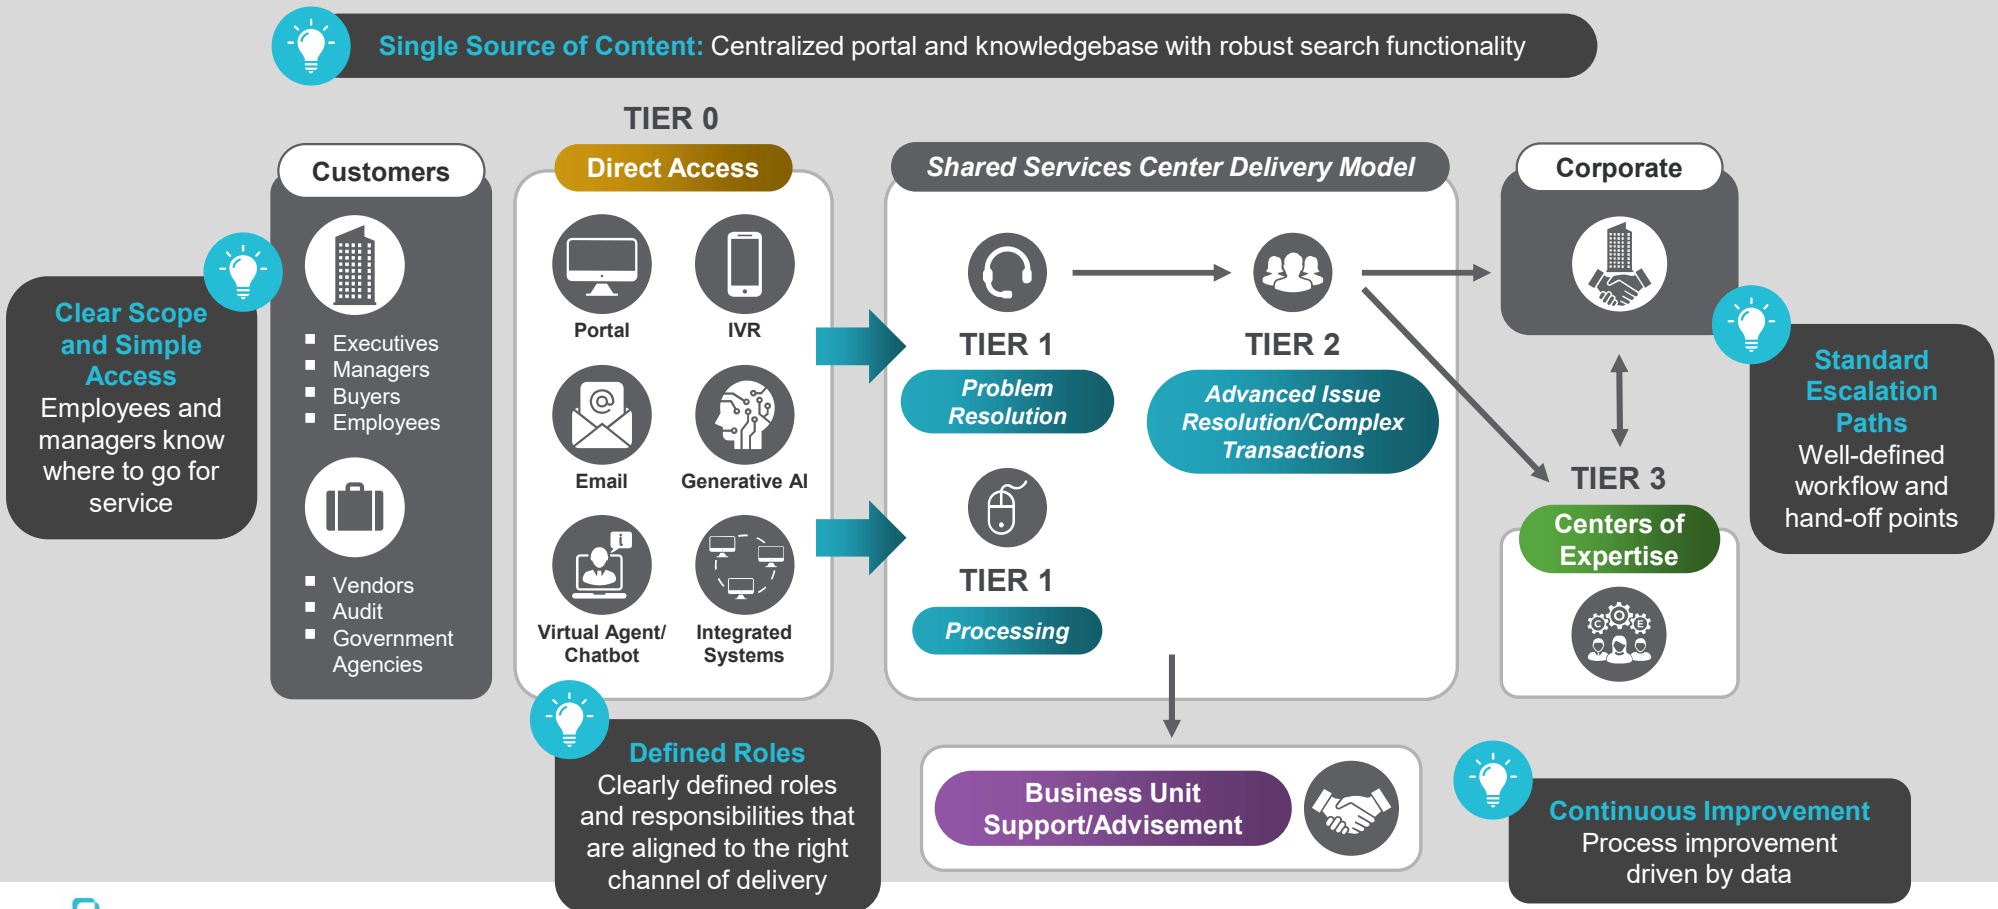 Single Source of Content: Centralized portal and knowledgebase with robust search functionality
TIER 0
Customers
Direct Access
Shared Services Center Delivery Model
Corporate
Clear Scope
and Simple
Access
Employees and
managers know
where to go for
service
Executives
Managers
Buyers
Employees
Vendors
Audit
Government
Agencies
Portal
IVR
@
Email
Generative AI
i
Virtual Agent/
Chatbot
Integrated
Systems
TIER 1
Problem
Resolution
TIER 2
Advanced Issue
Resolution/Complex
Transactions
TIER 1
Processing
TIER 3
Centers of
Expertise
C O E
Standard
Escalation
Paths
Well-defined
workflow and
hand-off points
Defined Roles
Clearly defined roles
and responsibilities that
are aligned to the right
channel of delivery
Business Unit
Support/Advisement
Continuous Improvement
Process improvement
driven by data